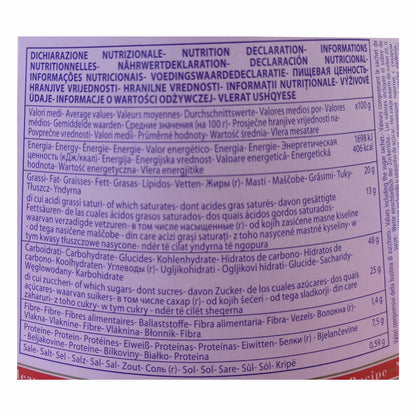 DICHIARAZIONE NUTRIZIONALE- NUTRITION DECLARATION- INFORMATIONS
NUTRITIONNELLES- NÄHRWERTDEKLARATION- DECLARACIÓN NUTRICIONAL-
INFORMAÇÕES NUTRICIONAIS- VOEDINGSWAARDEDECLARATIE- ПИЩЕВАЯ ЦЕННОСТЬ-
HRANJIVE VRIJEDNOSTI- HRANILNE VREDNOSTI- INFORMAȚII NUTRIȚIONALE- VÝŽIVOVÉ
ÚDAJE- INFORMACJE O WARTOŚCI ODŻYWCZEJ- VLERAT USHQYESE
Valori medi- Average values- Valeurs moyennes- Durchschnittswerte- Valores medios por- Valores
médios- Gemiddelde waarden- Средние значения (на 100 г)- Prosječne hranjive vrijednosti na-
Povprečne vrednosti- Valori medii- Průměrné hodnoty- Wartość średnia- Vlera mesatare
x100 g
Energia- Energy- Énergie- Energie- Valor energético- Energia- Energie- Энергетическая
ценность (кДж/ккал)- Energija- Energijska vrednost- Valoare energetică- Energetická
hodnota- Wartość energetyczna- Vlera energjitike
1698 kJ
406 kcal
Grassi- Fat- Graisses- Fett- Grasas- Lípidos- Vetten- Жиры (г)- Masti- Maščobe- Grăsimi- Tuky-
Tłuszcz- Yndyrna
20 g
di cui acidi grassi saturi- of which saturates- dont acides gras saturés- davon gesättigte
Fettsäuren- de las cuales ácidos grasos saturados- dos quais ácidos gordos saturados-
waarvan verzadigde vetzuren- в том числе насыщенные- od kojih zasićene masne kiseline
- od tega nasičene maščobe- din care acizi grași saturați- z toho nasycené mastné kyseliny- w
tym kwasy tłuszczowe nasycone- ndër të cilat yndyrna të ngopura
13 g
Carboidrati- Carbohydrate- Glucides- Kohlenhydrate- Hidratos de carbono- Hidratos de
carbono- Koolhydraten- Углеводы (г)- Ugljikohidrati- Ogljikovi hidrati- Glucide- Sacharidy-
Węglowodany- Karbohidrate
48 g
di cui zuccheri- of which sugars- dont sucres- davon Zucker- de los cuales azúcares- dos quais
açúcares- waarvan suikers- в том числе сахар (г)- od kojih šećeri- od tega sladkorji- din care
zaharuri- z toho cukry- w tym cukry- ndër të cilat sheqerna
25 g
Fibre- Fibre- Fibres alimentaires- Ballaststoffe- Fibra alimentaria- Fibra- Vezels- Волокна (г)-
Vlakna- Vlaknine- Fibre- Vláknina- Błonnik- Fibra
1,4 g
Proteine- Protein- Protéines- Eiweiß- Proteínas- Proteínas- Eiwitten- Белки (г)- Bjelančevine
- Beljakovine- Proteine- Bílkoviny- Białko- Proteina
7,5 g
Sale- Salt- Sel- Salz- Sal- Sal- Zout- Соль (г)- Sol- Sol- Sare- Sůl- Sól- Kripë
0,59 g
Recipe